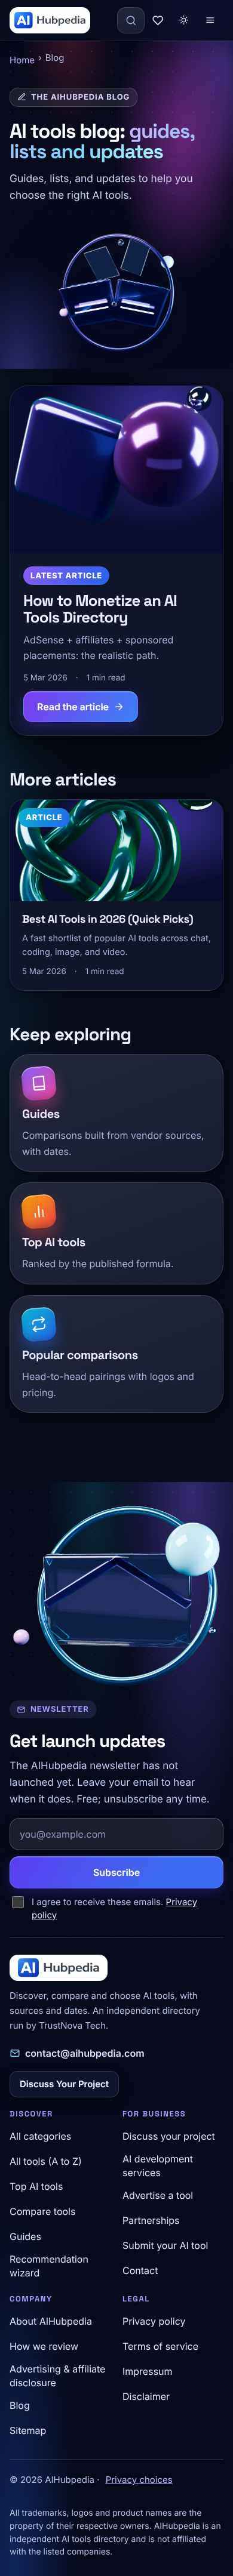 AI Hubpedia
Home › Blog
THE AIHUBPEDIA BLOG
AI tools blog: guides,
lists and updates
Guides, lists, and updates to help you
choose the right AI tools.
LATEST ARTICLE
How to Monetize an AI
Tools Directory
AdSense + affiliates + sponsored
placements: the realistic path.
5 Mar 2026 · 1 min read
Read the article →
More articles
ARTICLE
Best AI Tools in 2026 (Quick Picks)
A fast shortlist of popular AI tools across chat,
coding, image, and video.
5 Mar 2026 · 1 min read
Keep exploring
Guides
Comparisons built from vendor sources,
with dates.
Top AI tools
Ranked by the published formula.
Popular comparisons
Head-to-head pairings with logos and
pricing.
NEWSLETTER
Get launch updates
The AIHubpedia newsletter has not
launched yet. Leave your email to hear
when it does. Free; unsubscribe any time.
you@example.com
Subscribe
I agree to receive these emails. Privacy
policy
AI Hubpedia
Discover, compare and choose AI tools, with
sources and dates. An independent directory
run by TrustNova Tech.
contact@aihubpedia.com
Discuss Your Project
DISCOVER
All categories
All tools (A to Z)
Top AI tools
Compare tools
Guides
Recommendation
wizard
FOR BUSINESS
Discuss your project
AI development
services
Advertise a tool
Partnerships
Submit your AI tool
Contact
COMPANY
About AIHubpedia
How we review
Advertising & affiliate
disclosure
Blog
Sitemap
LEGAL
Privacy policy
Terms of service
Impressum
Disclaimer
© 2026 AIHubpedia · Privacy choices
All trademarks, logos and product names are the
property of their respective owners. AIHubpedia is an
independent AI tools directory and is not affiliated
with the listed companies.